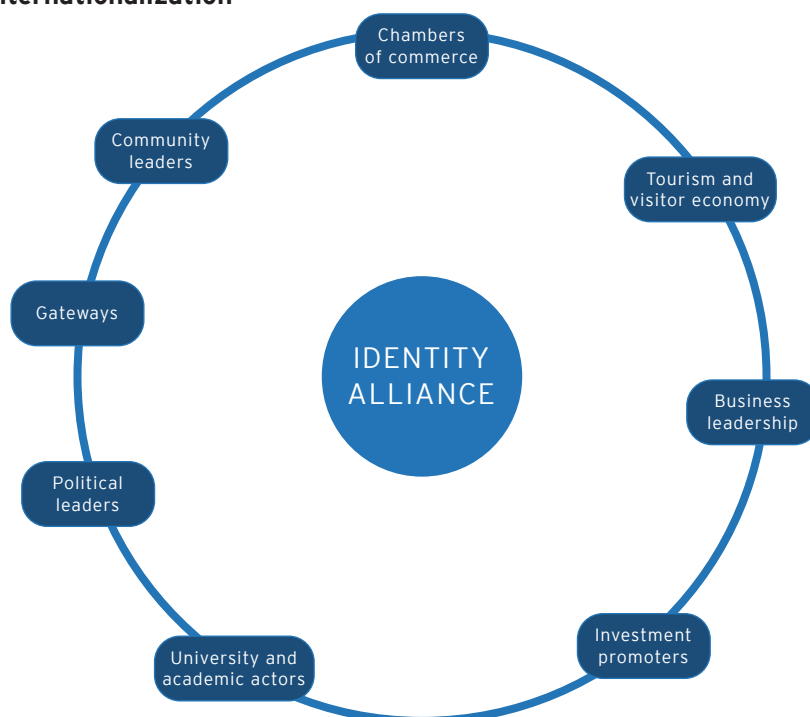 nternationalization
Chambers
of commerce
Community
leaders
Tourism and
visitor economy
Gateways
IDENTITY
ALLIANCE
Business
leadership
Political
leaders
Investment
promoters
University and
academic actors